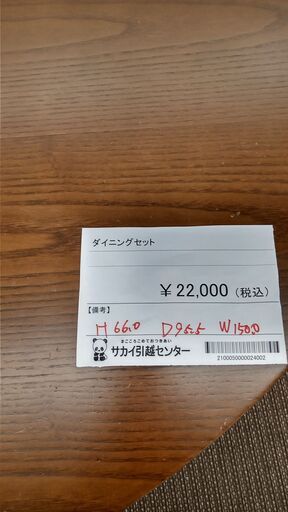 ダイニングセット
¥22,000(税込)
【備考】
H 66.0 D95.5 W150.0
まごころこめておつきあい
サカイ引越センター
2100050000024002